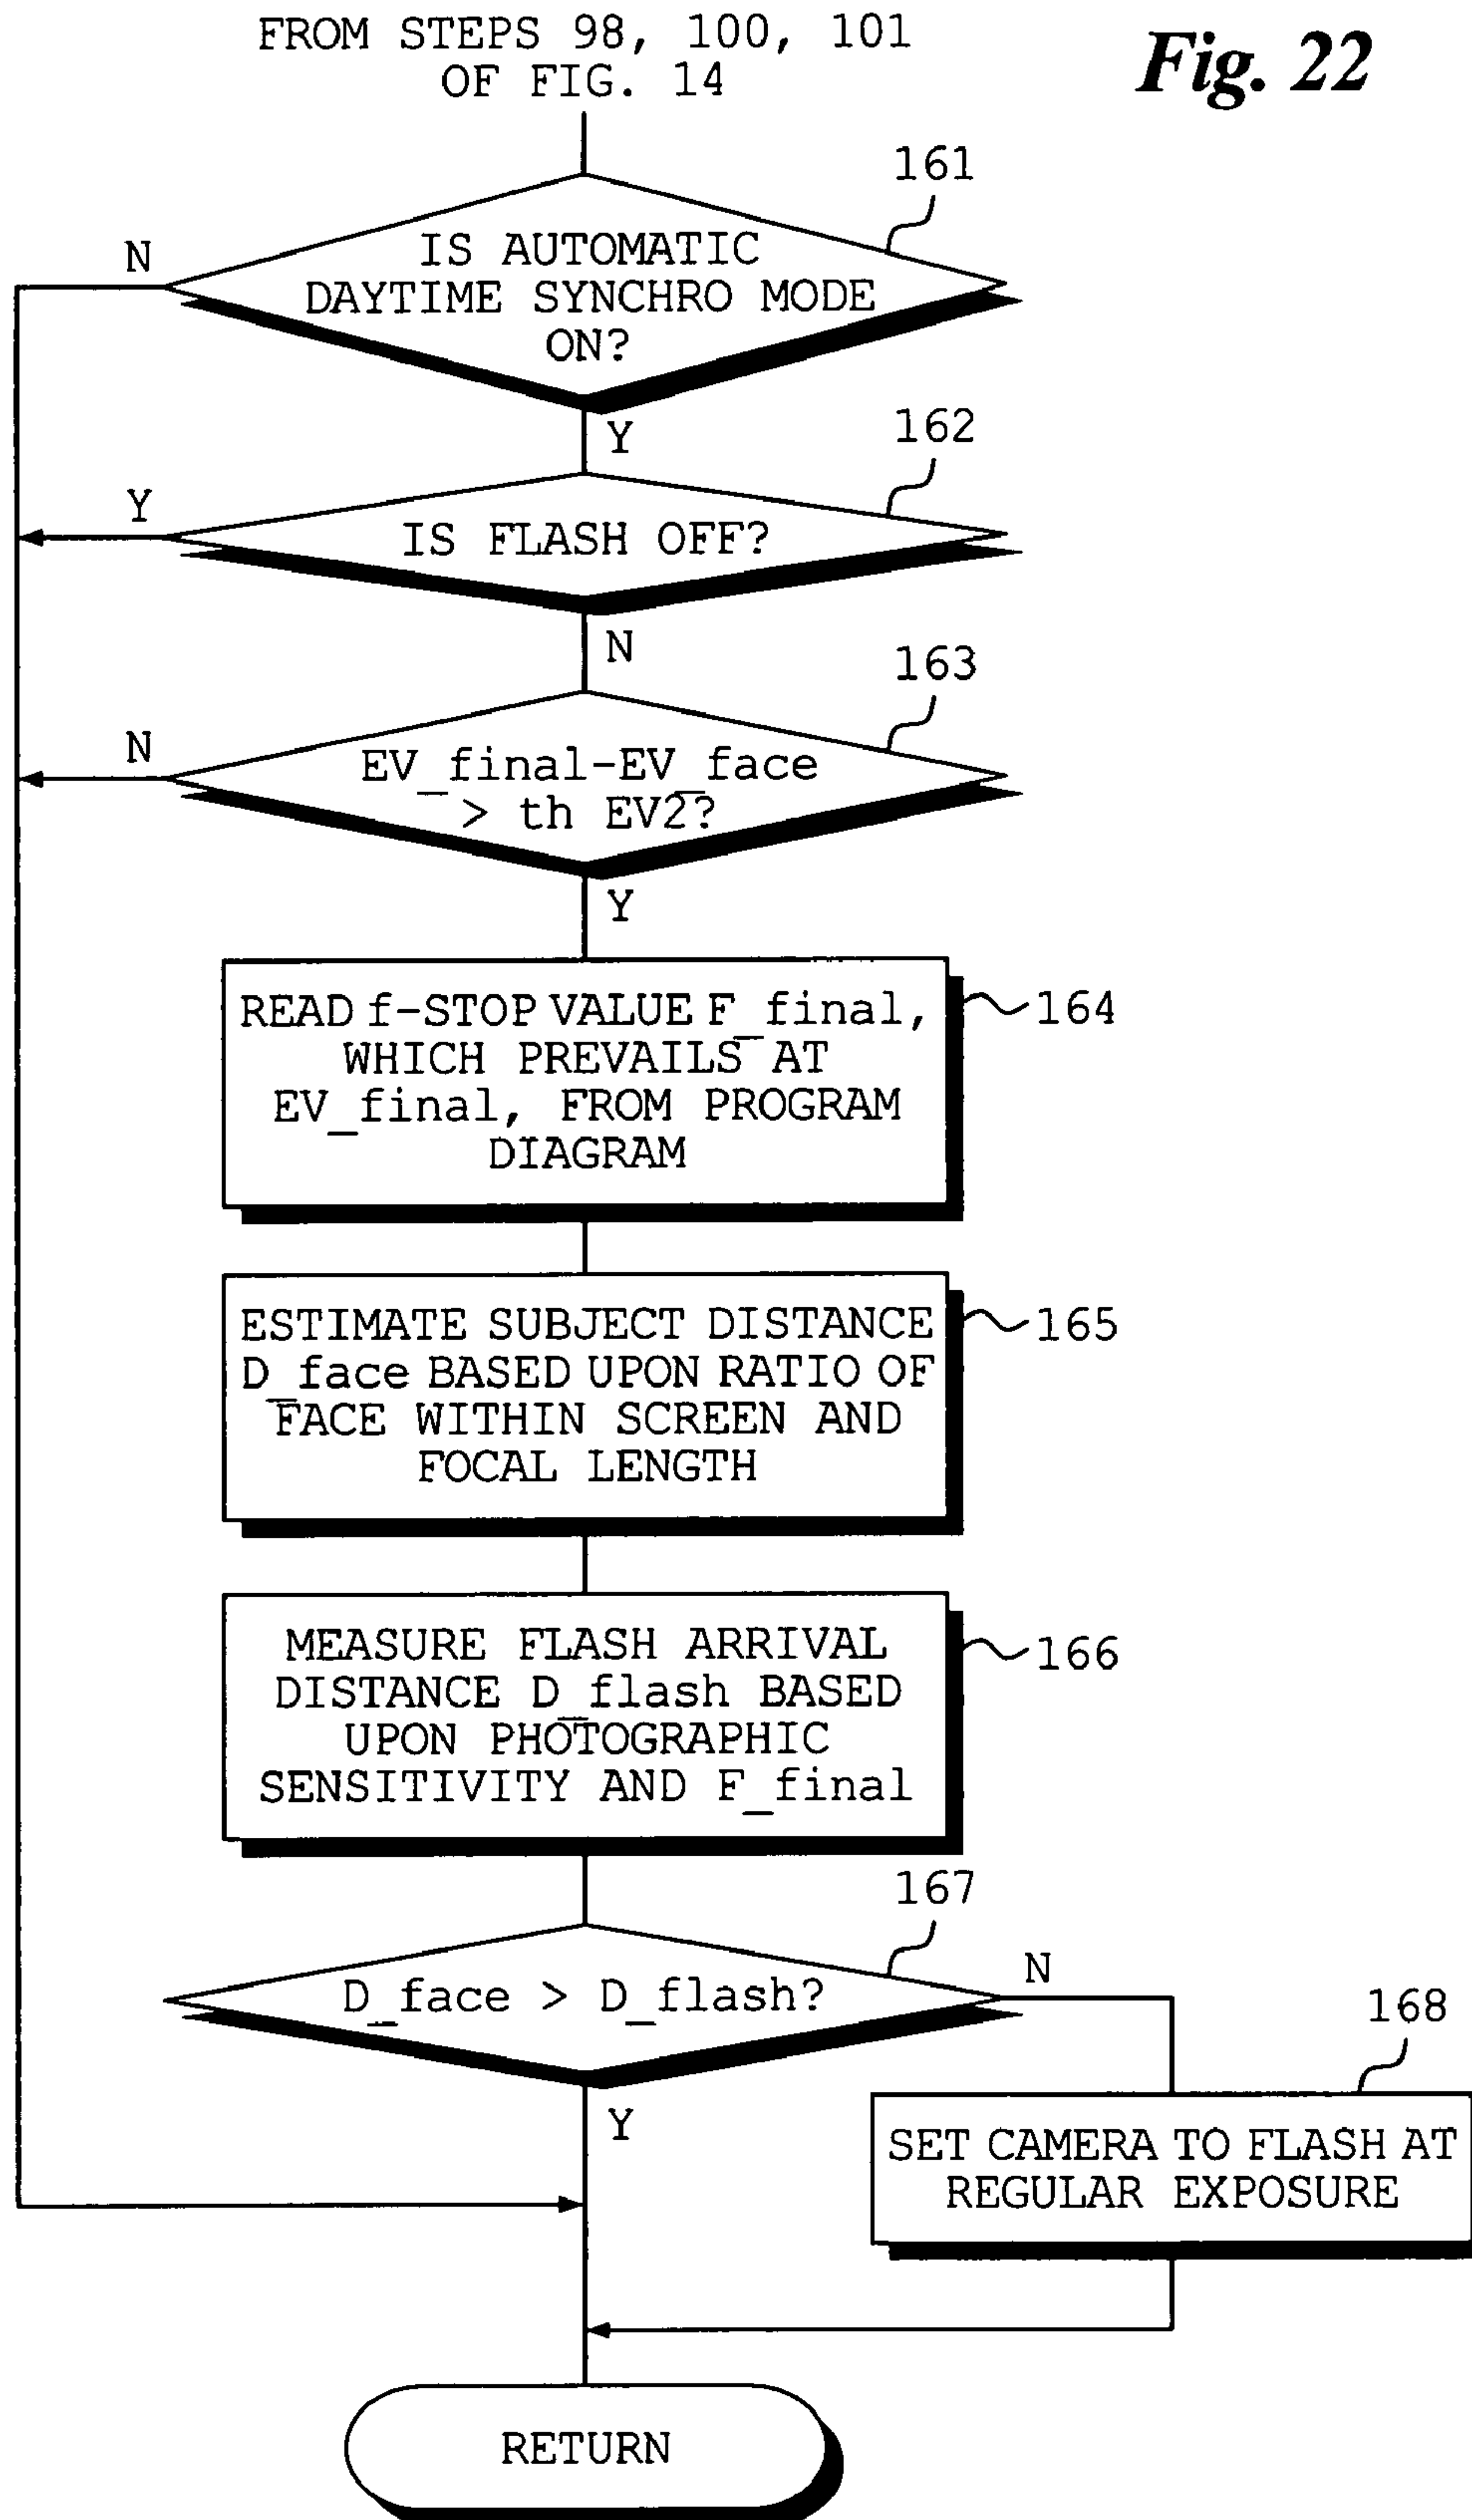 FROM STEPS 98, 100, 101
OF FIG. 14
Fig. 22
161
IS AUTOMATIC
DAYTIME SYNCHRO MODE
ON?
N
Y
162
IS FLASH OFF?
Y
N
163
EV_final-EV_face
> th EV2?
N
Y
READ f-STOP VALUE F_final,
WHICH PREVAILS AT
EV_final, FROM PROGRAM
DIAGRAM
164
ESTIMATE SUBJECT DISTANCE
D_face BASED UPON RATIO OF
FACE WITHIN SCREEN AND
FOCAL LENGTH
165
MEASURE FLASH ARRIVAL
DISTANCE D_flash BASED
UPON PHOTOGRAPHIC
SENSITIVITY AND F_final
166
167
D_face > D_flash?
N
Y
168
SET CAMERA TO FLASH AT
REGULAR EXPOSURE
RETURN